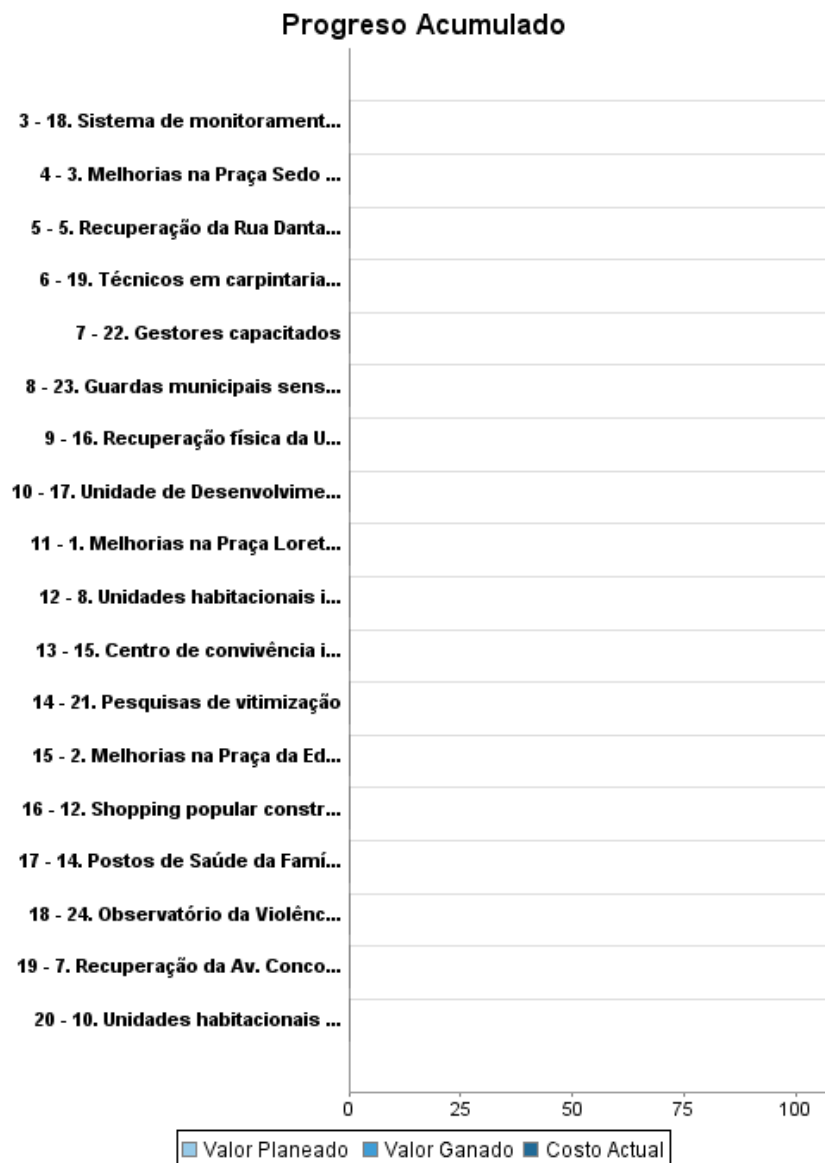 Progreso Acumulado
3 - 18. Sistema de monitorament...
4 - 3. Melhorias na Praça Sedo ...
5 - 5. Recuperação da Rua Danta...
6 - 19. Técnicos em carpintaria...
7 - 22. Gestores capacitados
8 - 23. Guardas municipais sens...
9 - 16. Recuperação física da U...
10 - 17. Unidade de Desenvolvime...
11 - 1. Melhorias na Praça Loret...
12 - 8. Unidades habitacionais i...
13 - 15. Centro de convivência i...
14 - 21. Pesquisas de vitimização
15 - 2. Melhorias na Praça da Ed...
16 - 12. Shopping popular constr...
17 - 14. Postos de Saúde da Famí...
18 - 24. Observatório da Violênc...
19 - 7. Recuperação da Av. Conco...
20 - 10. Unidades habitacionais ...
0 25 50 75 100
Valor Planeado Valor Ganado Costo Actual